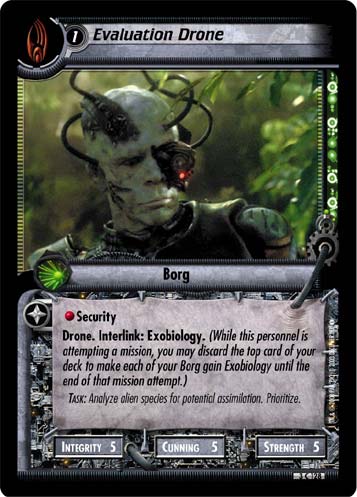 1 Evaluation Drone
Borg
Security
Drone. Interlink: Exobiology. (While this personnel is
attempting a mission, you may discard the top card of your
deck to make each of your Borg gain Exobiology until the
end of that mission attempt.)
TASK: Analyze alien species for potential assimilation. Prioritize.
INTEGRITY 5 CUNNING 5 STRENGTH 5